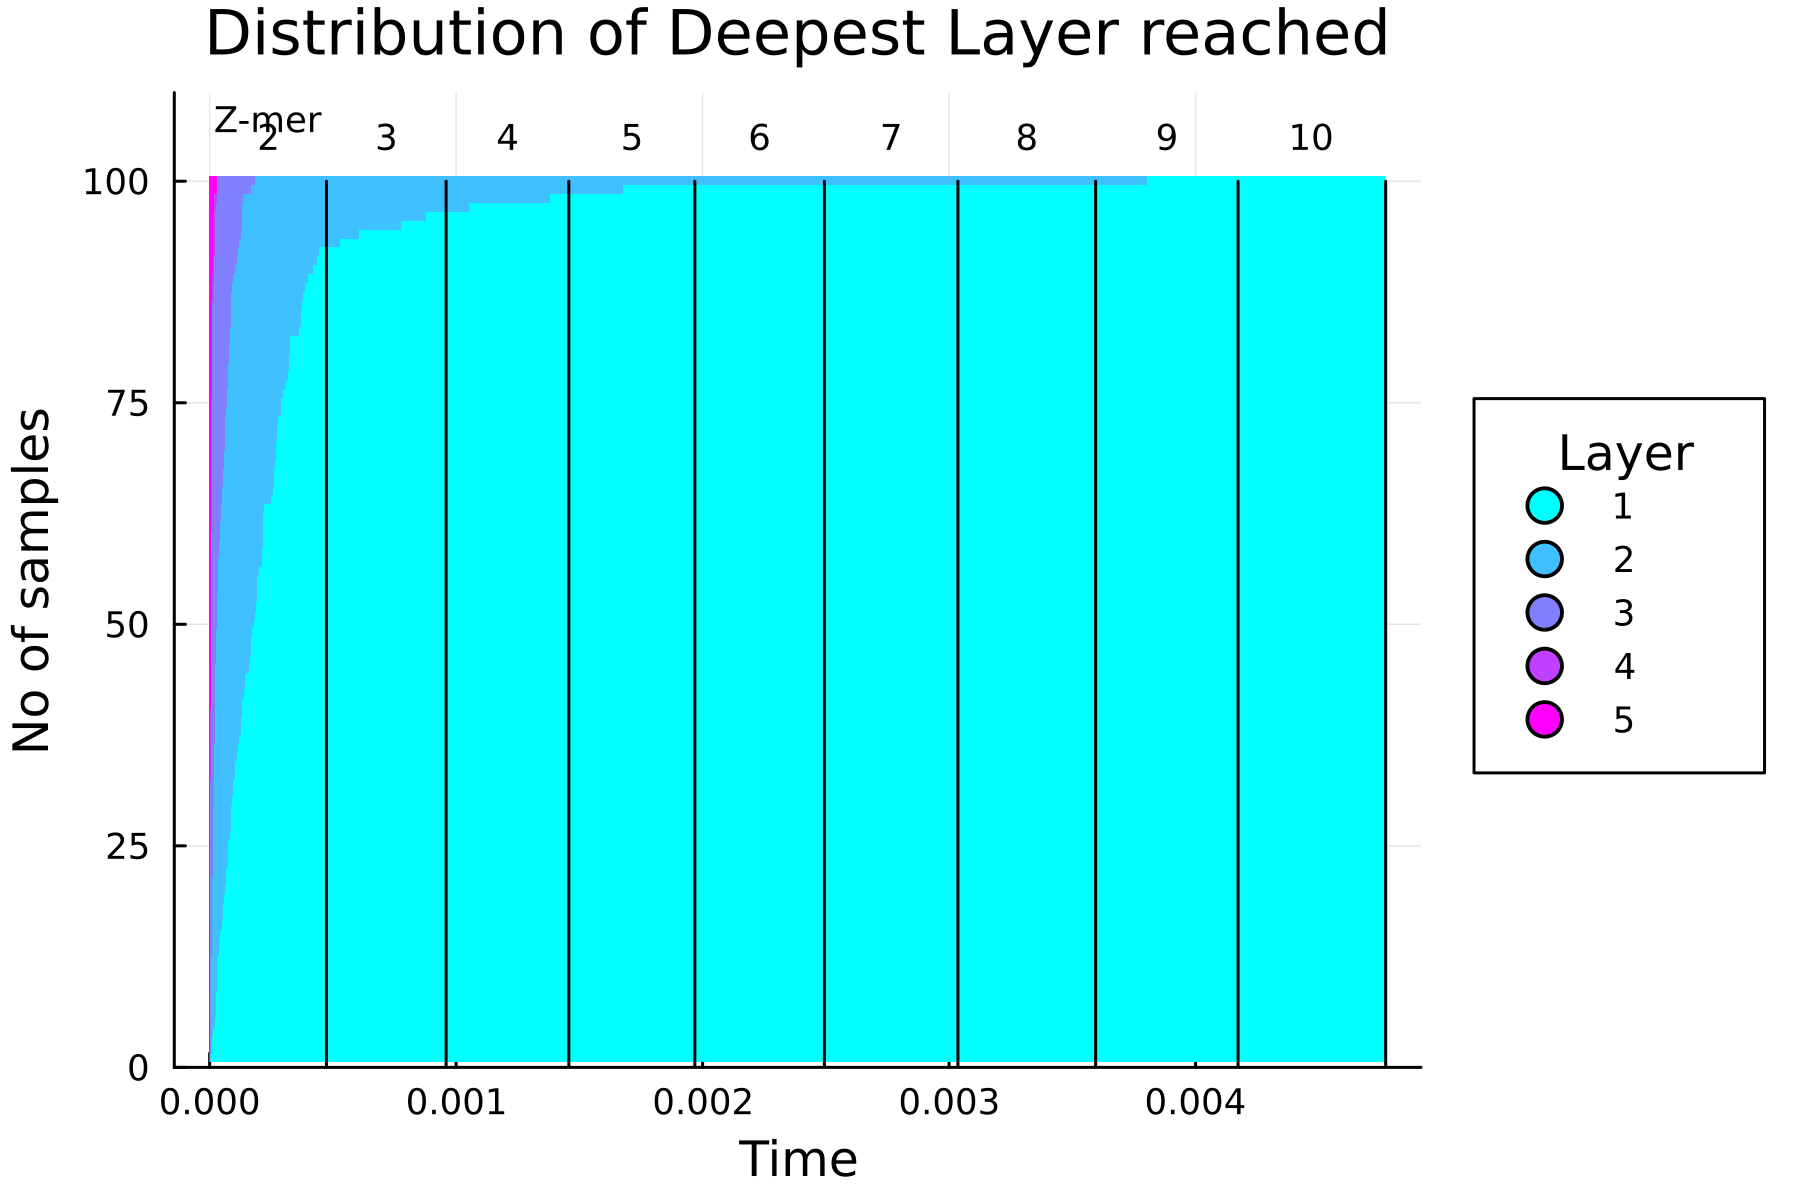 Distribution of Deepest Layer reached
Z-mer
2 3 4 5 6 7 8 9 10
100
75
50
25
0
No of samples
0.000 0.001 0.002 0.003 0.004
Time
Layer
1
2
3
4
5